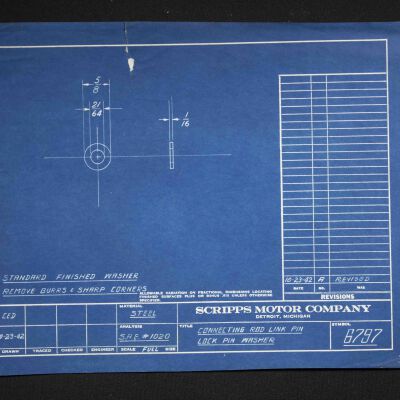 5
8
21
64
1
16
STANDARD FINISHED WASHER
REMOVE BURRS & SHARP CORNERS
ALLOWABLE VARIATION ON FRACTIONAL DIMENSIONS LOCATING
FINISHED SURFACES PLUS OR MINUS .010 UNLESS OTHERWISE
SPECIFIED.
10-23-42 A REVISED
DATE NO. WAS
REVISIONS
CED
MATERIAL
STEEL
SCRIPPS MOTOR COMPANY
DETROIT, MICHIGAN
0-23-42
ANALYSIS
S.A.E. #1020
TITLE
CONNECTING ROD LINK PIN
LOCK PIN WASHER
SYMBOL
8797
DRAWN TRACED CHECKED ENGINEER SCALE FULL SIZE